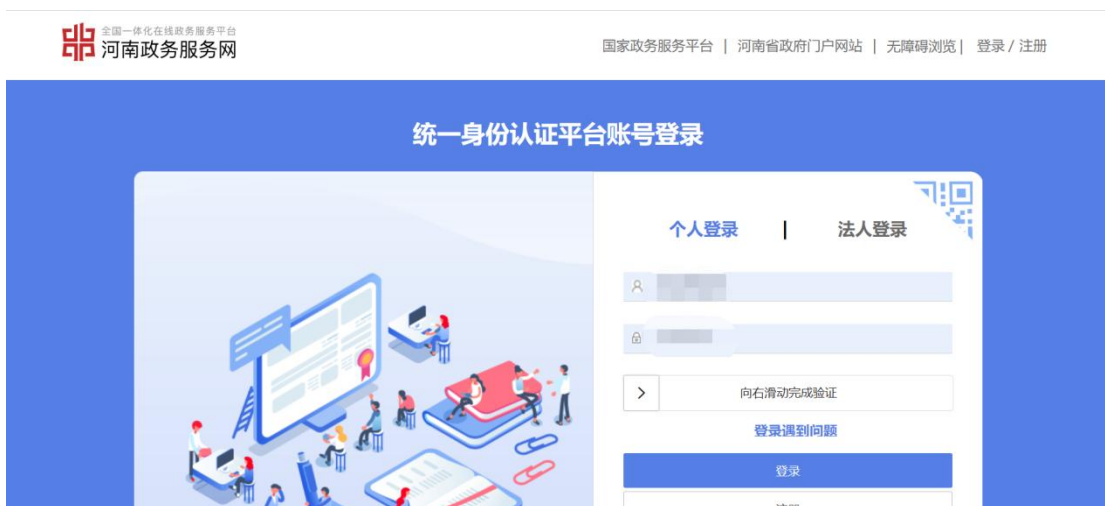 全国一体化在线政务服务平台
河南政务服务网
国家政务服务平台 | 河南省政府门户网站 | 无障碍浏览 | 登录 / 注册
统一身份认证平台账号登录
个人登录 | 法人登录
向右滑动完成验证
登录遇到问题
登录